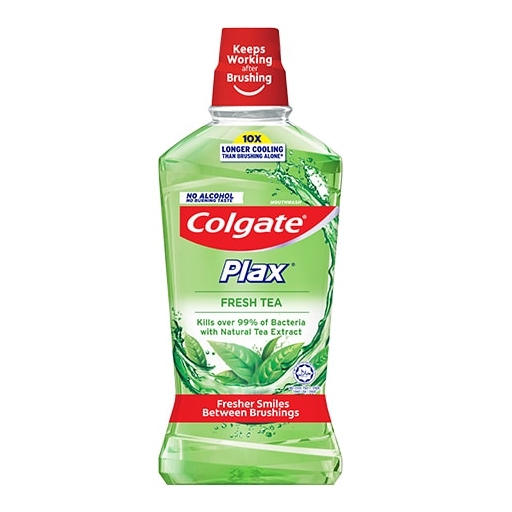 Keeps
Working
after
Brushing
10X
LONGER COOLING
THAN BRUSHING ALONE*
NO ALCOHOL
NO BURNING TASTE
MOUTHWASH
Colgate®
Plax®
FRESH TEA
Kills over 99% of Bacteria
with Natural Tea Extract
Fresher Smiles
Between Brushings